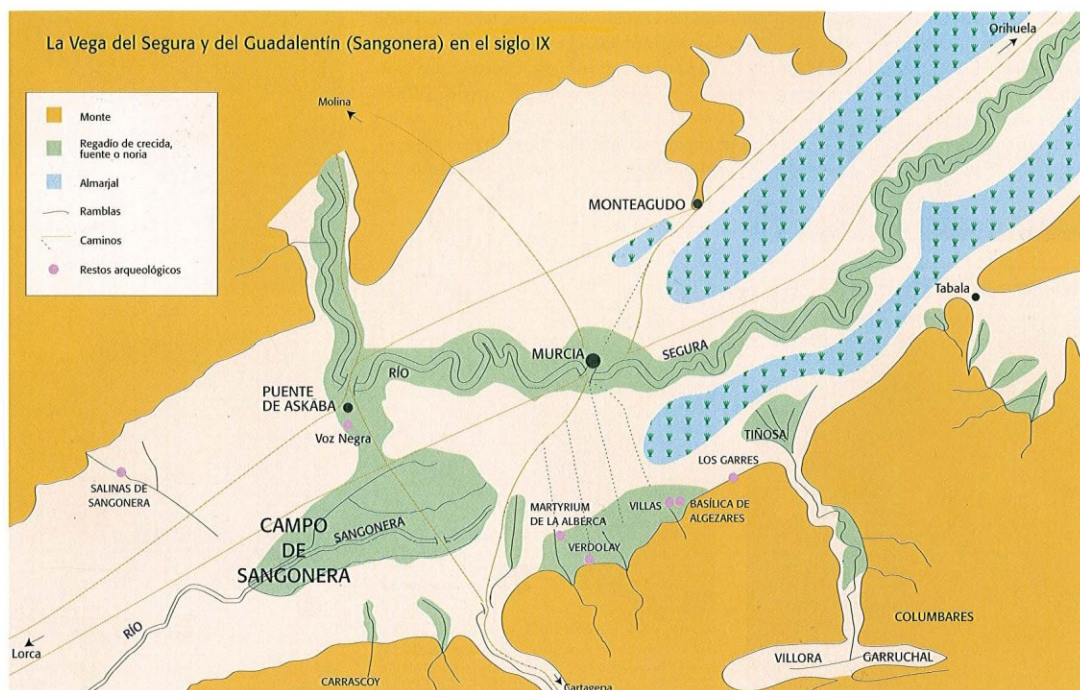 La Vega del Segura y del Guadalentín (Sangonera) en el siglo IX
Monte
Regadío de crecida,
fuente o noria
Almarjal
Ramblas
Caminos
Restos arqueológicos
Orihuela
Molina
MONTEAGUDO
Tabala
MURCIA
SEGURA
RÍO
PUENTE
DE ASKABA
Voz Negra
TIÑOSA
LOS GARRES
SALINAS DE
SANGONERA
MARTYRIUM
DE LA ALBERCA
VILLAS
BASÍLICA DE
ALGEZARES
VERDOLAY
CAMPO
DE
SANGONERA
SANGONERA
RÍO
COLUMBARES
Lorca
VILLORA
GARRUCHAL
CARRASCOY
Cartagena